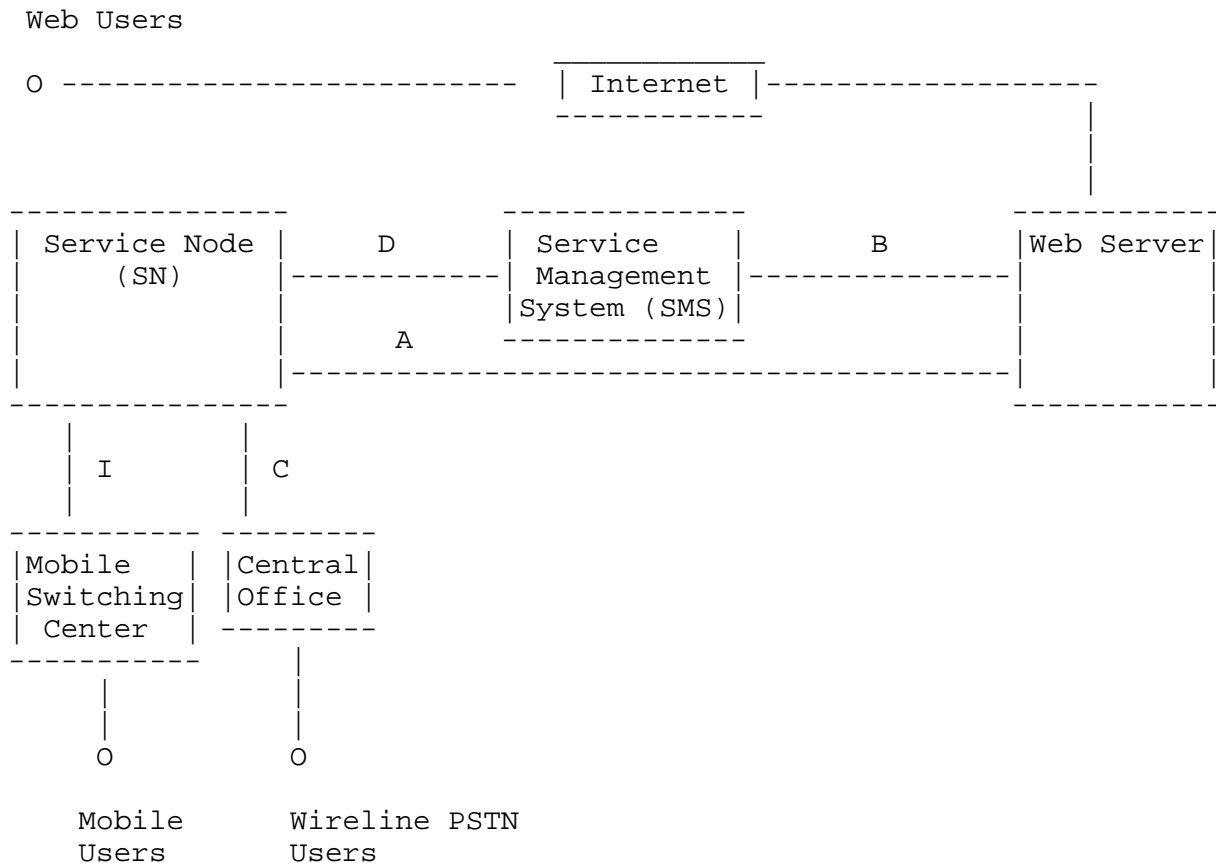 Web Users
O
Internet
Service Node
(SN)
D
Service
Management
System (SMS)
B
Web Server
A
I
C
Mobile
Switching
Center
Central
Office
O
O
Mobile
Users
Wireline PSTN
Users